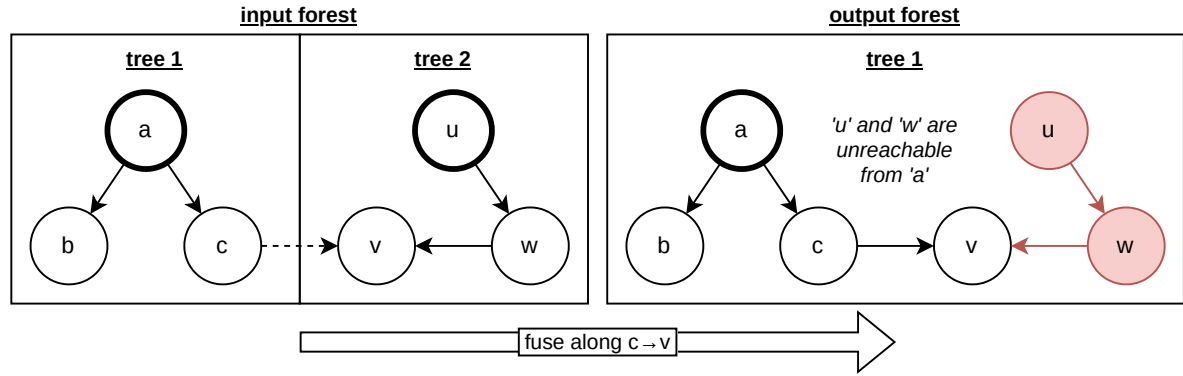 input forest
output forest
tree 1
tree 2
tree 1
a
u
a
'u' and 'w' are
unreachable
from 'a'
u
b
c
v
w
b
c
v
w
fuse along c→v